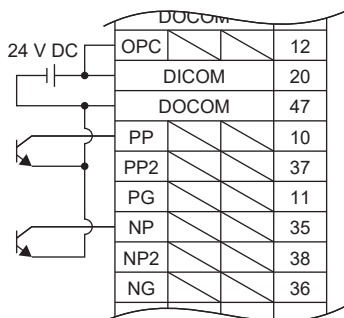 DOCOM
24 V DC
OPC 12
DICOM 20
DOCOM 47
PP 10
PP2 37
PG 11
NP 35
NP2 38
NG 36